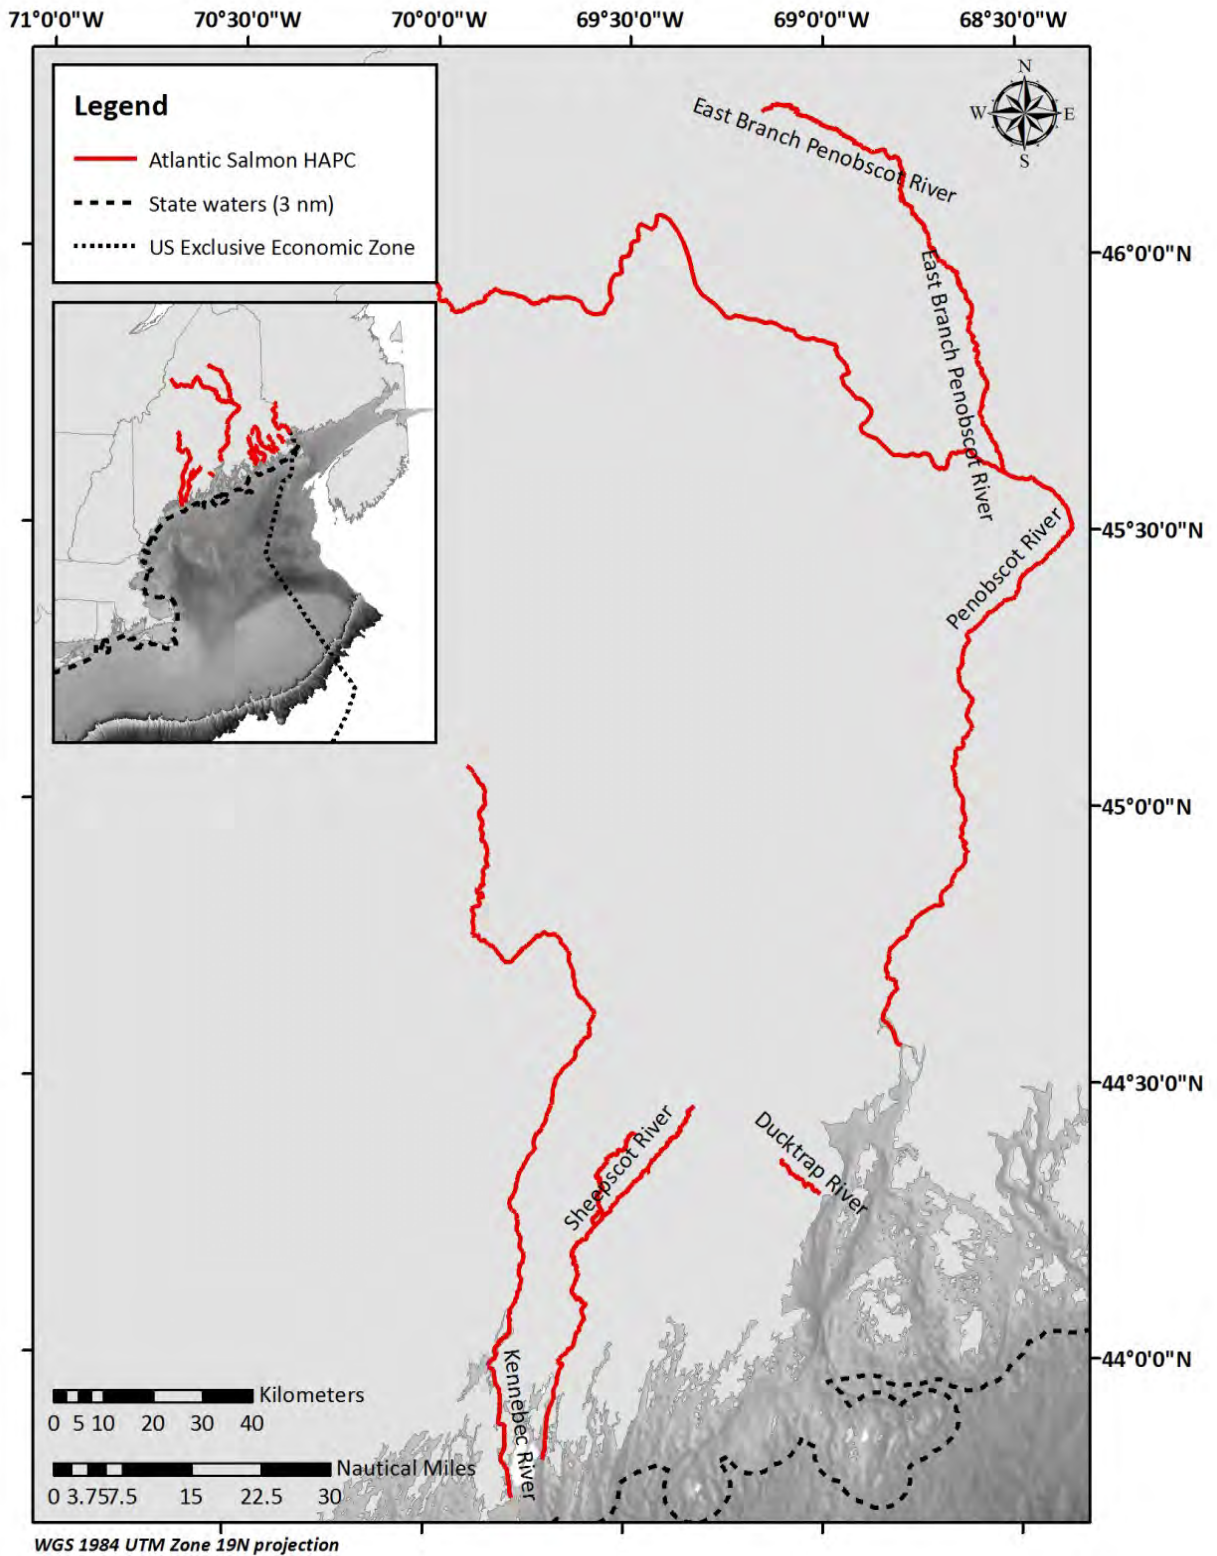 71°0'0"W 70°30'0"W 70°0'0"W 69°30'0"W 69°0'0"W 68°30'0"W
N
W E
S
Legend
Atlantic Salmon HAPC
State waters (3 nm)
US Exclusive Economic Zone
East Branch Penobscot River
46°0'0"N
East Branch Penobscot River
45°30'0"N
Penobscot River
45°0'0"N
44°30'0"N
Sheepscot River
Ducktrap River
44°0'0"N
Kennebec River
Kilometers
0 5 10 20 30 40
Nautical Miles
0 3.757.5 15 22.5 30
WGS 1984 UTM Zone 19N projection